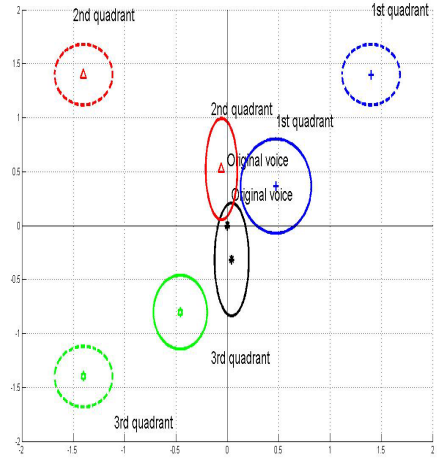 1st quadrant
2nd quadrant
2
1.5
1
2nd quadrant
1st quadrant
0.5
Original voice
Original voice
0
-0.5
3rd quadrant
-1
-1.5
3rd quadrant
-2
-2 -1.5 -1 -0.5 0 0.5 1 1.5 2